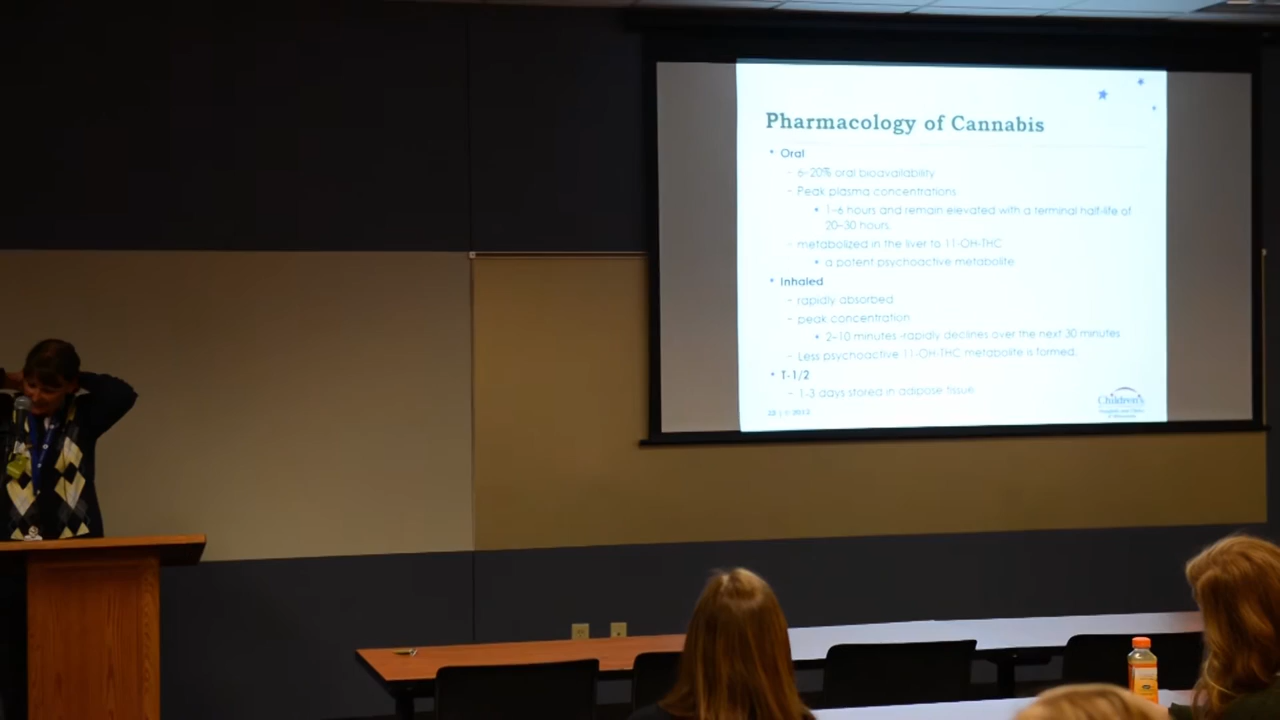 Pharmacology of Cannabis
• Oral
- 6-20% oral bioavailability
- Peak plasma concentrations
• 1-6 hours and remain elevated with a terminal half-life of
20-30 hours.
- metabolized in the liver to 11-OH-THC
• a potent psychoactive metabolite
• Inhaled
- rapidly absorbed
- peak concentration
• 2-10 minutes -rapidly declines over the next 30 minutes
- Less psychoactive 11-OH-THC metabolite is formed.
• T-1/2
- 1-3 days stored in adipose tissue
Children's